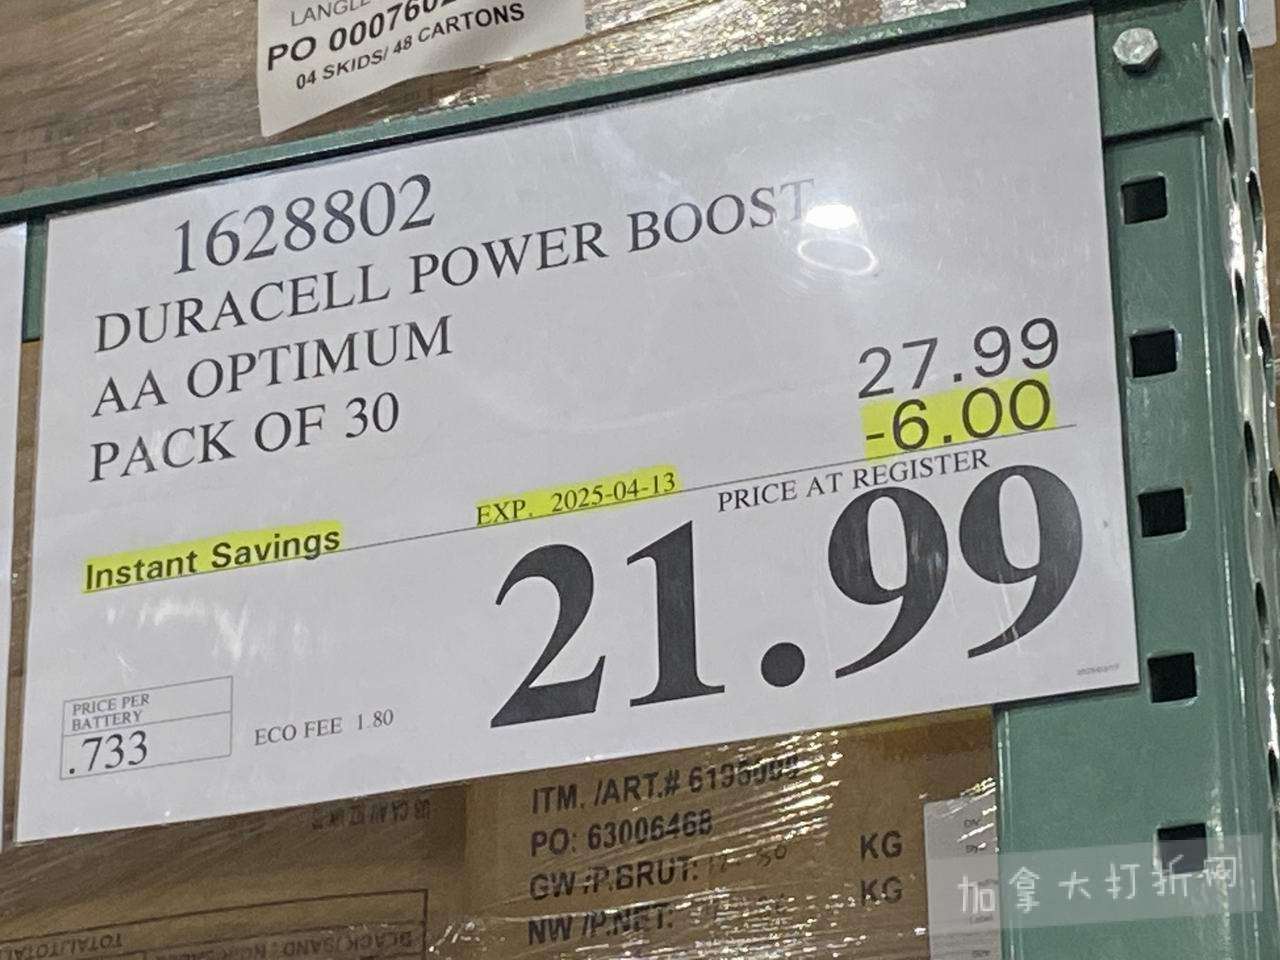 PO 000760
04 SKIDS/ 48 CARTONS
1628802
DURACELL POWER BOOST
AA OPTIMUM
PACK OF 30
27.99
-6.00
EXP. 2025-04-13
PRICE AT REGISTER
Instant Savings
21.99
PRICE PER
BATTERY
.733
ECO FEE 1.80
ITM. /ART.#
PO: 63006468
GW /P.BRUT: KG
NW /P.NET: KG
加拿大打折网